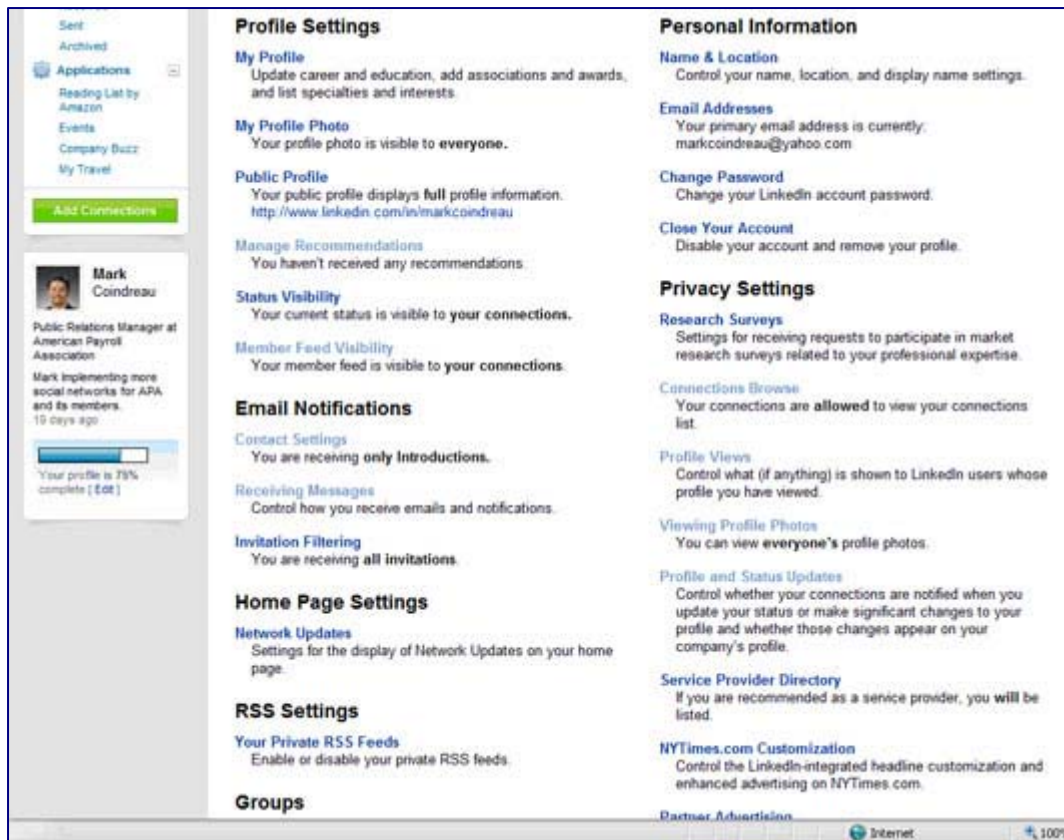 Sent
Archived
Applications
Reading List by
Amazon
Events
Company Buzz
My Travel
Add Connections
Mark
Coindreau
Public Relations Manager at
American Payroll
Association
Mark Implementing more
social networks for APA
and its members.
19 days ago
Your profile is 75%
complete [ Edit ]
Profile Settings
My Profile
Update career and education, add associations and awards,
and list specialties and interests.
My Profile Photo
Your profile photo is visible to everyone.
Public Profile
Your public profile displays full profile information.
http://www.linkedin.com/in/markcoindreau
Manage Recommendations
You haven't received any recommendations.
Status Visibility
Your current status is visible to your connections.
Member Feed Visibility
Your member feed is visible to your connections.
Email Notifications
Contact Settings
You are receiving only Introductions.
Receiving Messages
Control how you receive emails and notifications.
Invitation Filtering
You are receiving all invitations.
Home Page Settings
Network Updates
Settings for the display of Network Updates on your home
page.
RSS Settings
Your Private RSS Feeds
Enable or disable your private RSS feeds.
Groups
Personal Information
Name & Location
Control your name, location, and display name settings.
Email Addresses
Your primary email address is currently:
markcoindreau@yahoo.com
Change Password
Change your LinkedIn account password.
Close Your Account
Disable your account and remove your profile.
Privacy Settings
Research Surveys
Settings for receiving requests to participate in market
research surveys related to your professional expertise.
Connections Browse
Your connections are allowed to view your connections
list.
Profile Views
Control what (if anything) is shown to LinkedIn users whose
profile you have viewed.
Viewing Profile Photos
You can view everyone's profile photos.
Profile and Status Updates
Control whether your connections are notified when you
update your status or make significant changes to your
profile and whether those changes appear on your
company's profile.
Service Provider Directory
If you are recommended as a service provider, you will be
listed.
NYTimes.com Customization
Control the LinkedIn-integrated headline customization and
enhanced advertising on NYTimes.com.
Partner Advertising
Internet
100